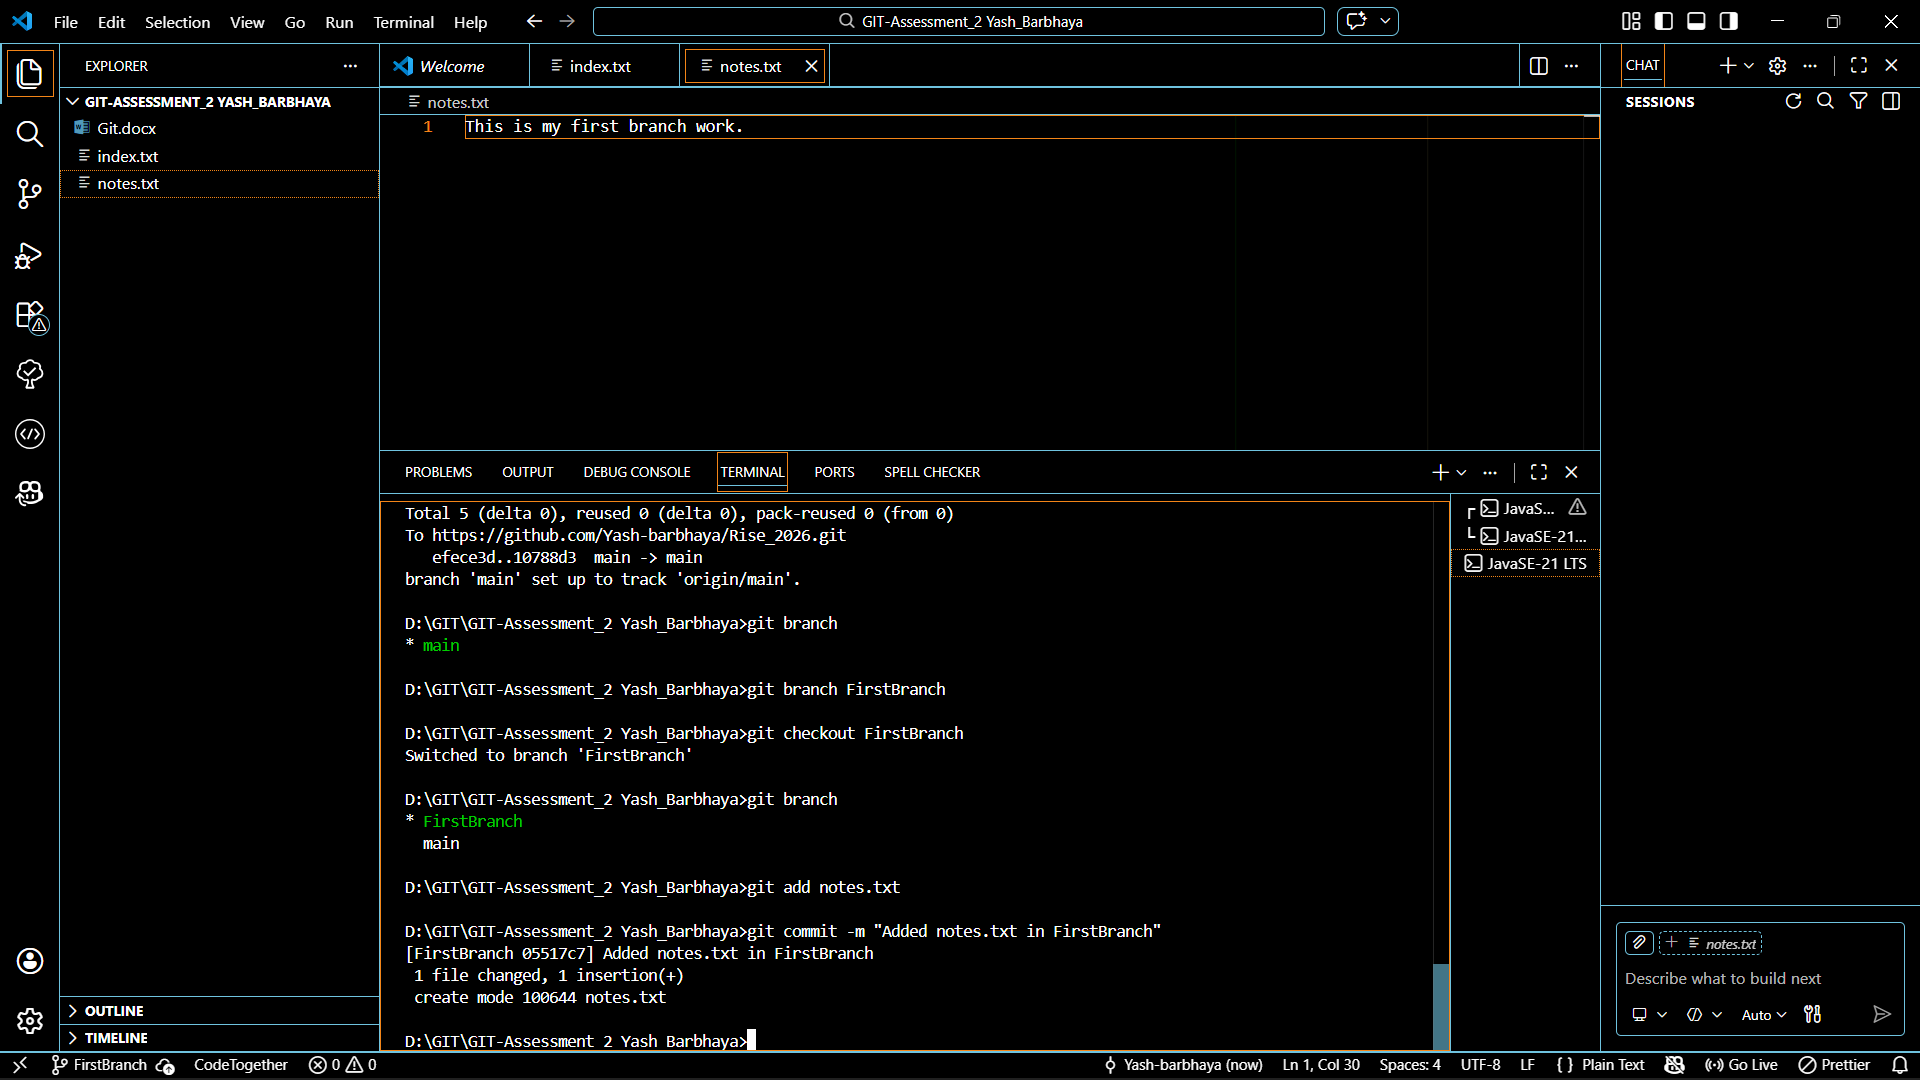 File Edit Selection View Go Run Terminal Help
GIT-Assessment_2 Yash_Barbhaya
EXPLORER
GIT-ASSESSMENT_2 YASH_BARBHAYA
Git.docx
index.txt
notes.txt
OUTLINE
TIMELINE
Welcome
index.txt
notes.txt
notes.txt
1 This is my first branch work.
PROBLEMS OUTPUT DEBUG CONSOLE TERMINAL PORTS SPELL CHECKER
Total 5 (delta 0), reused 0 (delta 0), pack-reused 0 (from 0)
To https://github.com/Yash-barbhaya/Rise_2026.git
efece3d..10788d3 main -> main
branch 'main' set up to track 'origin/main'.
D:\GIT\GIT-Assessment_2 Yash_Barbhaya>git branch
* main
D:\GIT\GIT-Assessment_2 Yash_Barbhaya>git branch FirstBranch
D:\GIT\GIT-Assessment_2 Yash_Barbhaya>git checkout FirstBranch
Switched to branch 'FirstBranch'
D:\GIT\GIT-Assessment_2 Yash_Barbhaya>git branch
* FirstBranch
main
D:\GIT\GIT-Assessment_2 Yash_Barbhaya>git add notes.txt
D:\GIT\GIT-Assessment_2 Yash_Barbhaya>git commit -m "Added notes.txt in FirstBranch"
[FirstBranch 05517c7] Added notes.txt in FirstBranch
1 file changed, 1 insertion(+)
create mode 100644 notes.txt
D:\GIT\GIT-Assessment_2 Yash_Barbhaya>
JavaS...
JavaSE-21...
JavaSE-21 LTS
CHAT
SESSIONS
notes.txt
Describe what to build next
Auto
FirstBranch CodeTogether 0 0 Yash-barbhaya (now) Ln 1, Col 30 Spaces: 4 UTF-8 LF {} Plain Text Go Live Prettier